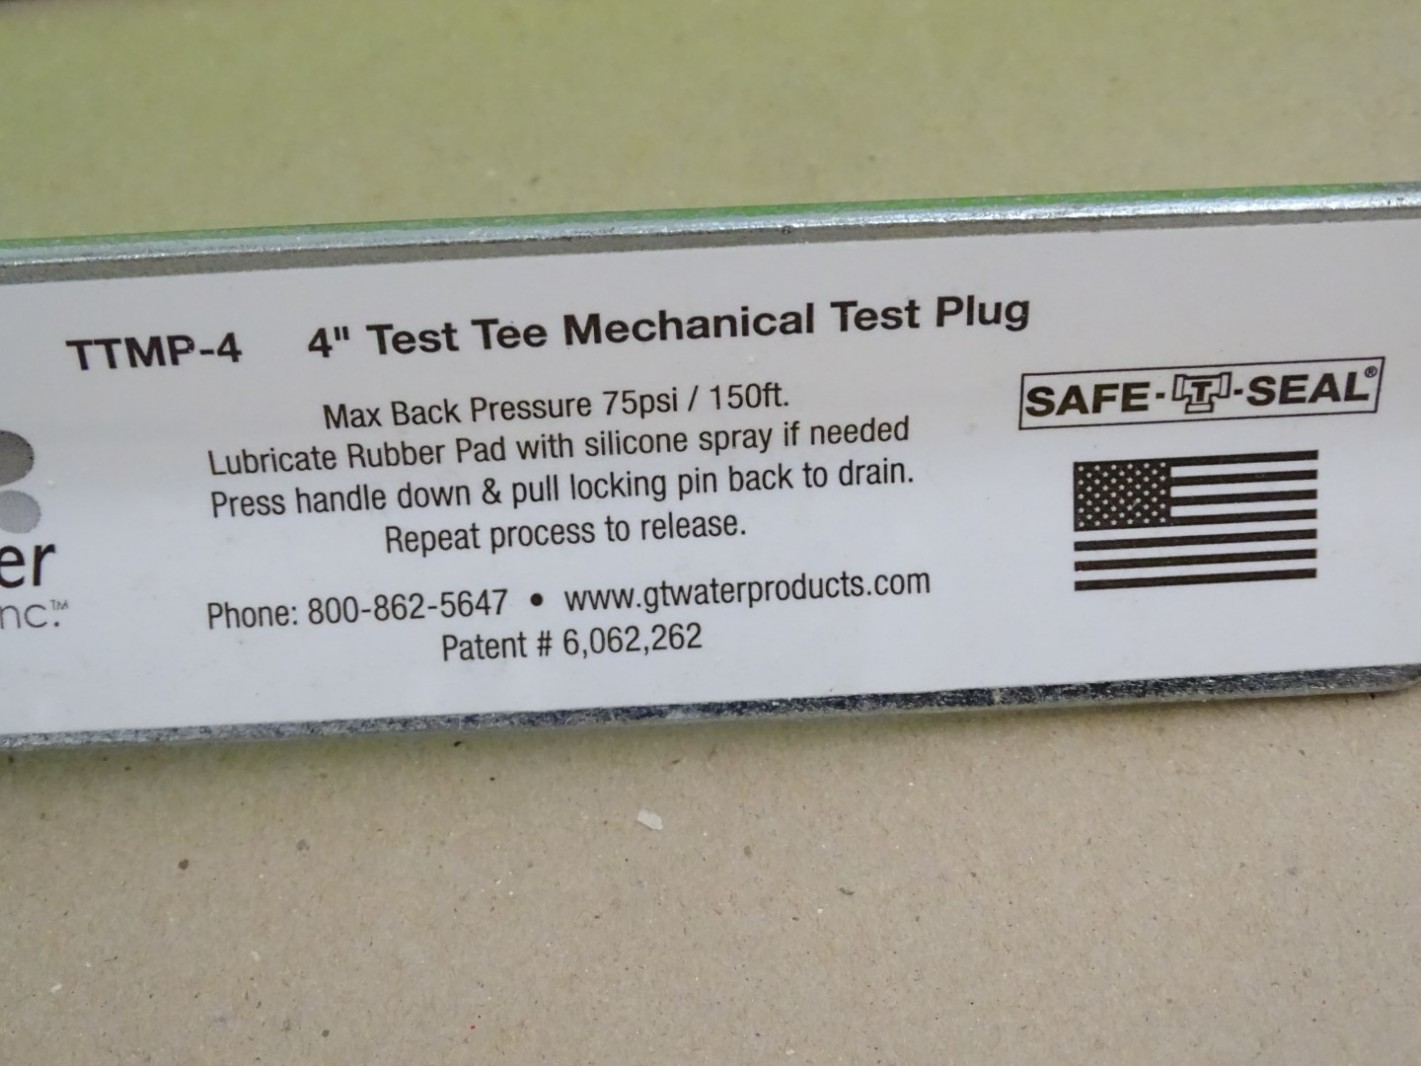 TTMP-4 4" Test Tee Mechanical Test Plug
Max Back Pressure 75psi / 150ft.
Lubricate Rubber Pad with silicone spray if needed
Press handle down & pull locking pin back to drain.
Repeat process to release.
Phone: 800-862-5647 • www.gtwaterproducts.com
Patent # 6,062,262
SAFE-T-SEAL®
er
nc.™